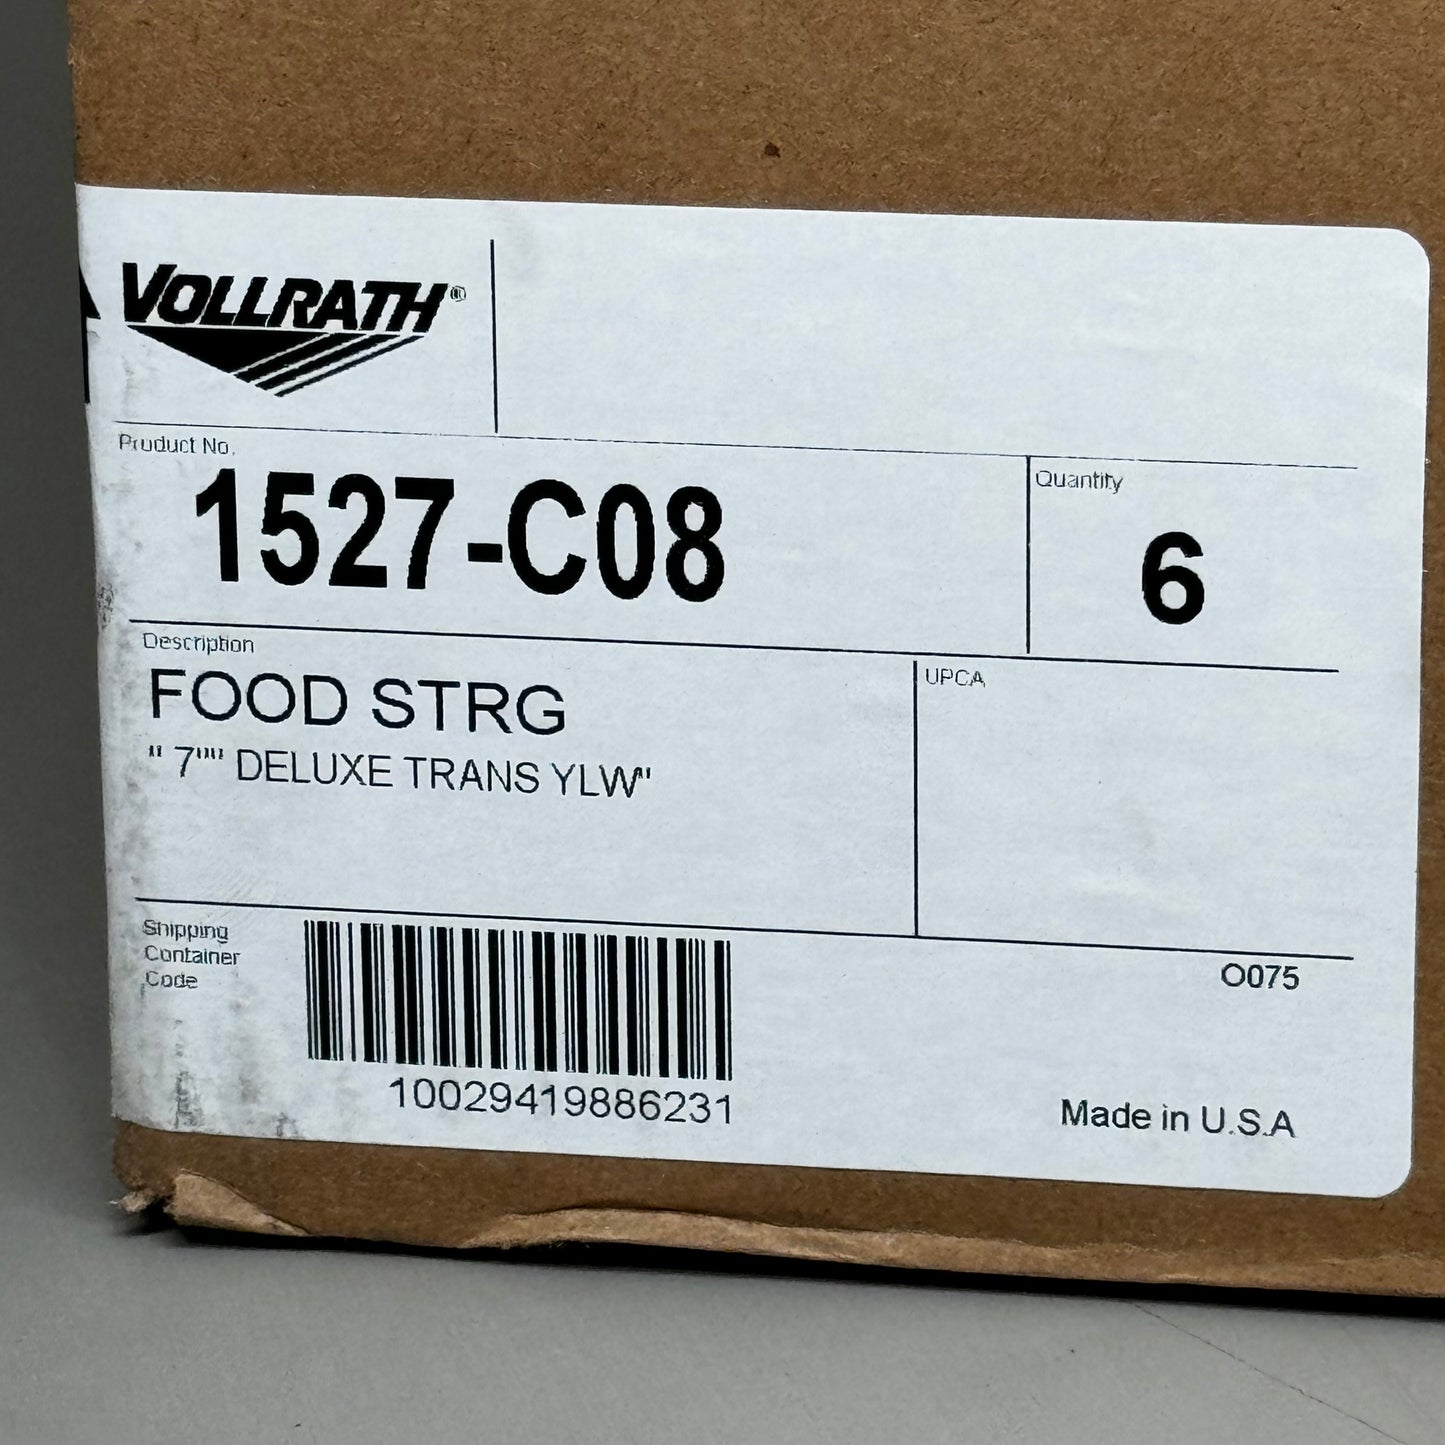 VOLLRATH®
Product No.
1527-C08
Quantity
6
Description
FOOD STRG
" 7"" DELUXE TRANS YLW"
UPCA
Shipping
Container
Code
10029419886231
O075
Made in U.S.A